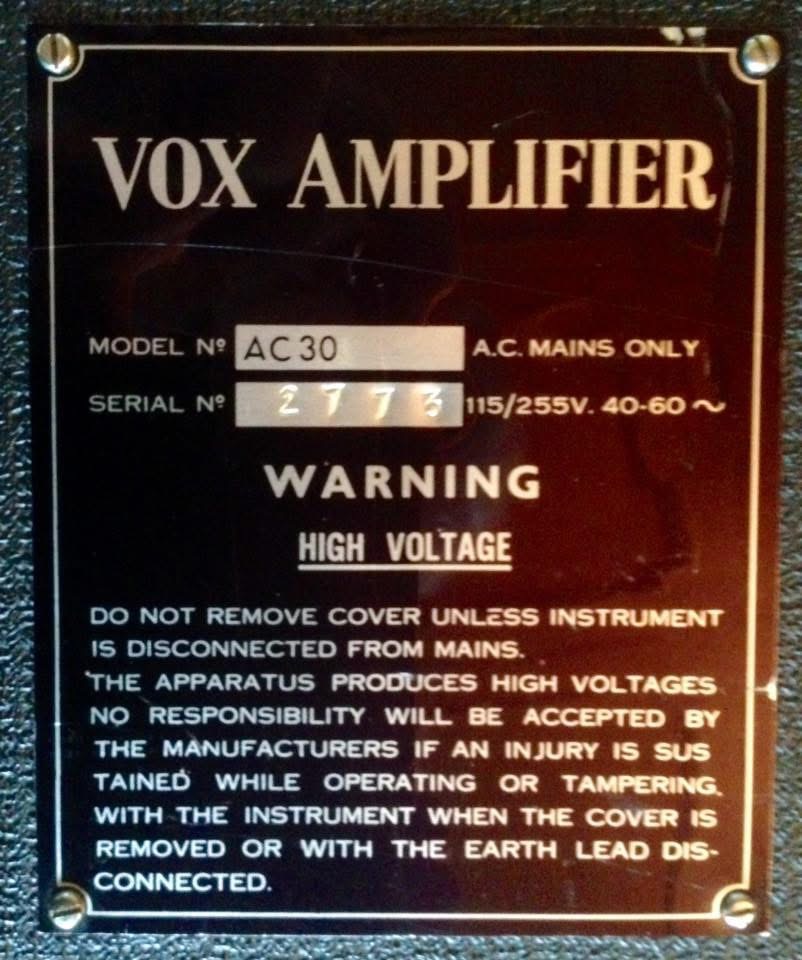 VOX AMPLIFIER
MODEL Nº AC30 A.C. MAINS ONLY
SERIAL Nº 2773 115/255V. 40-60 ~
WARNING
HIGH VOLTAGE
DO NOT REMOVE COVER UNLESS INSTRUMENT
IS DISCONNECTED FROM MAINS.
THE APPARATUS PRODUCES HIGH VOLTAGES
NO RESPONSIBILITY WILL BE ACCEPTED BY
THE MANUFACTURERS IF AN INJURY IS SUS
TAINED WHILE OPERATING OR TAMPERING.
WITH THE INSTRUMENT WHEN THE COVER IS
REMOVED OR WITH THE EARTH LEAD DIS-
CONNECTED.